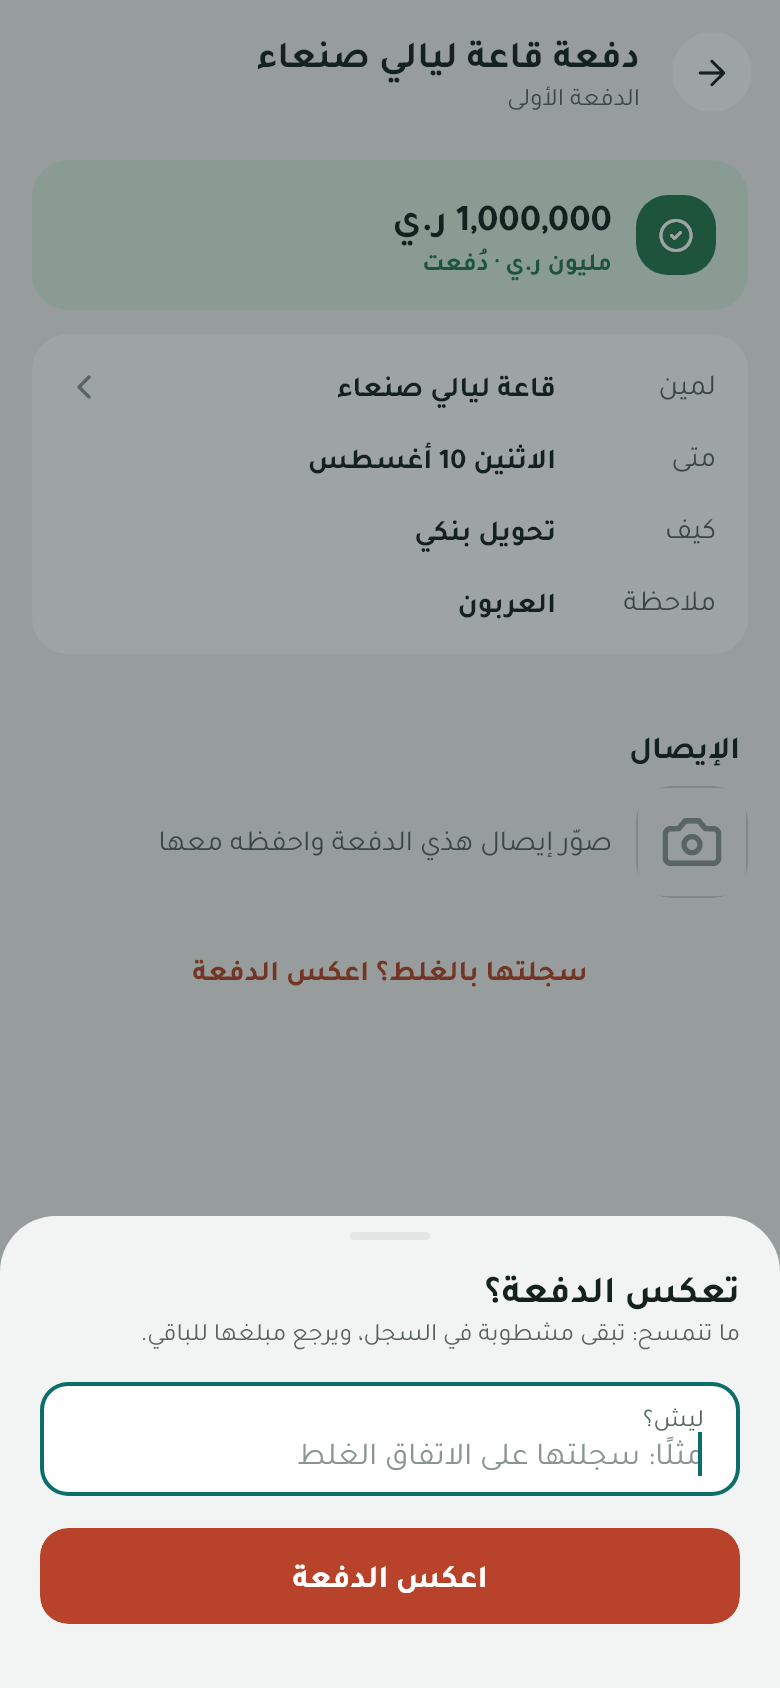 دفعة قاعة ليالي صنعاء
الدفعة الأولى
1,000,000 ر.ي
مليون ر.ي · دُفعت
لمين
قاعة ليالي صنعاء
متى
الاثنين 10 أغسطس
كيف
تحويل بنكي
ملاحظة
العربون
الإيصال
صوّر إيصال هذي الدفعة واحفظه معها
سجلتها بالغلط؟ اعكس الدفعة
تعكس الدفعة؟
ما تنمسح: تبقى مشطوبة في السجل، ويرجع مبلغها للباقي.
ليش؟
مثلًا: سجلتها على الاتفاق الغلط
اعكس الدفعة